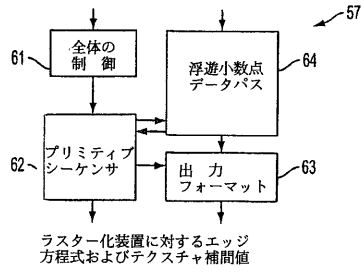 57
61
全体の
制御
浮遊小数点
データパス
64
62
プリミティブ
シーケンサ
出力
フォーマット
63
ラスター化装置に対するエッジ
方程式およびテクスチャ補間値